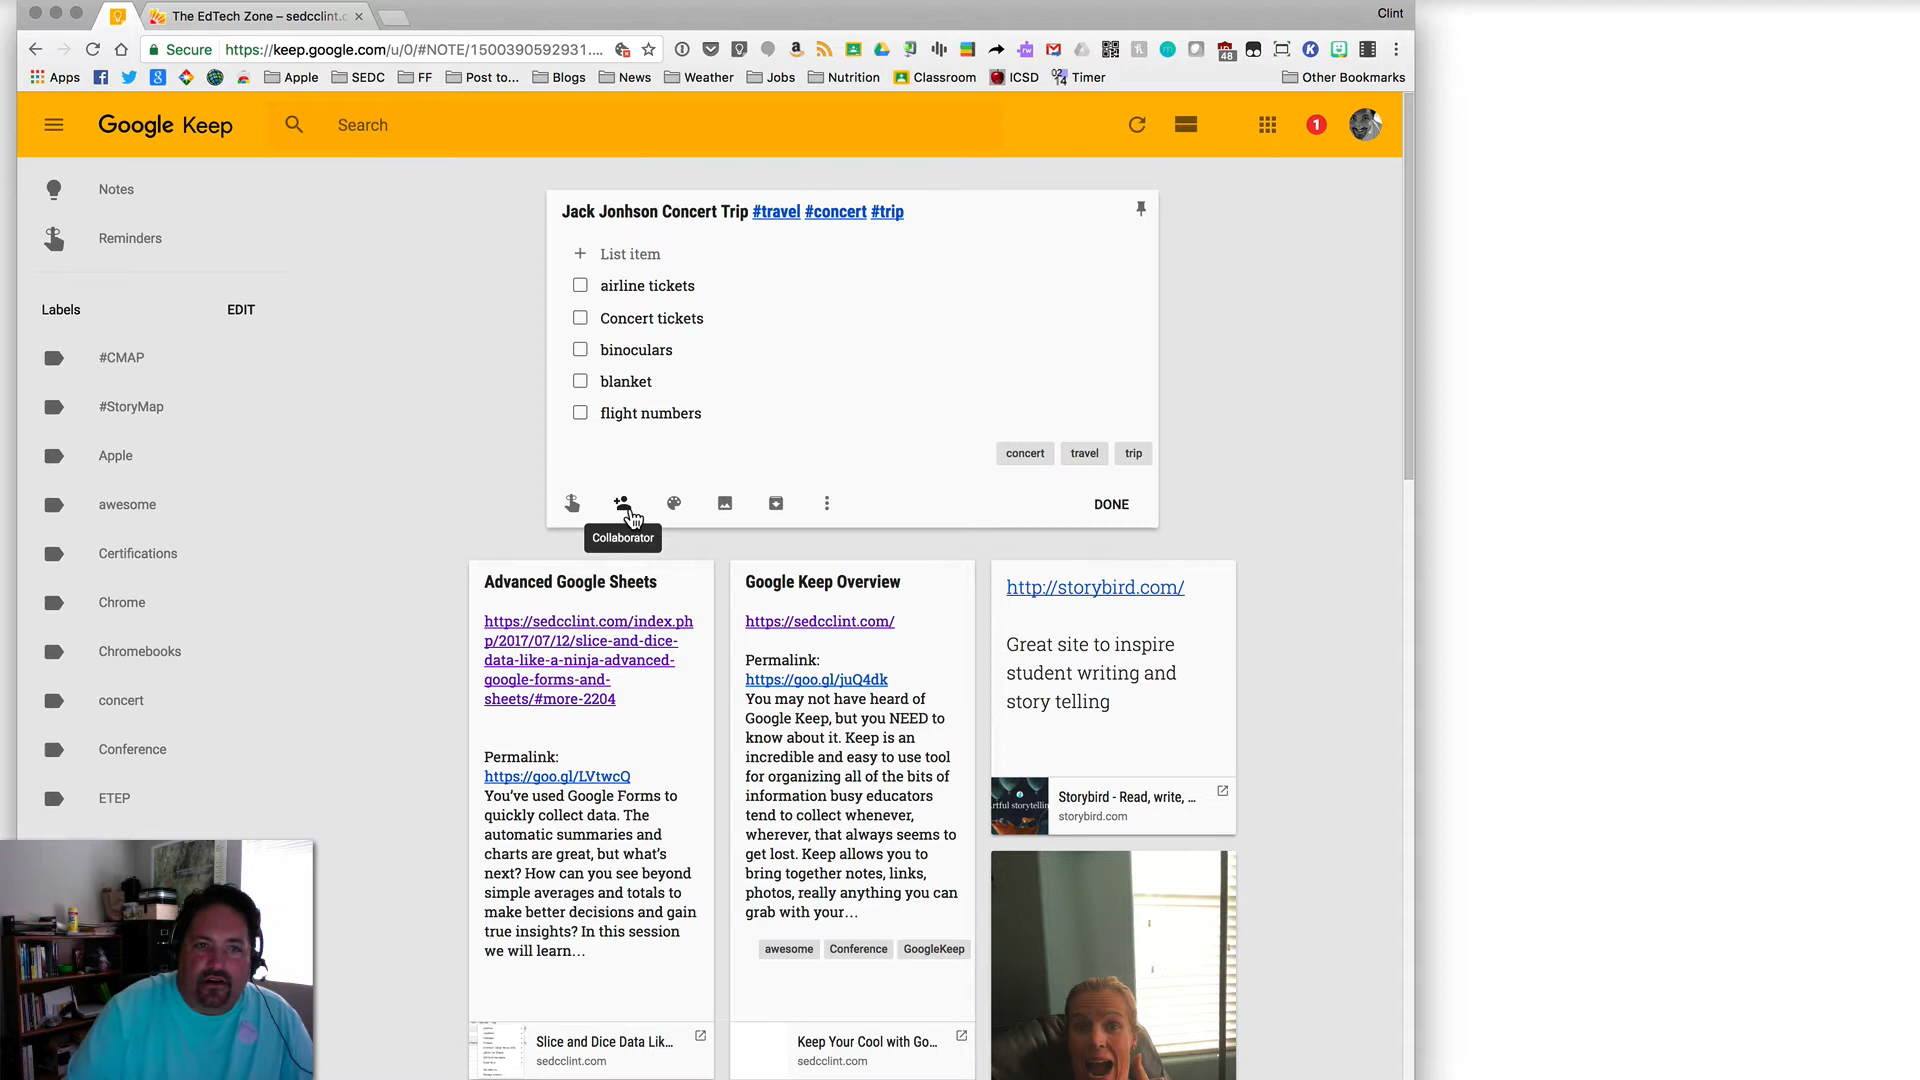 The EdTech Zone – sedcclint.c
Clint
Secure
https://keep.google.com/u/0/#NOTE/1500390592931....
48
Apps
Apple
SEDC
FF
Post to...
Blogs
News
Weather
Jobs
Nutrition
Classroom
ICSD
Timer
Other Bookmarks
Google Keep
Search
1
Notes
Reminders
Labels
EDIT
#CMAP
#StoryMap
Apple
awesome
Certifications
Chrome
Chromebooks
concert
Conference
ETEP
Jack Jonhson Concert Trip #travel #concert #trip
List item
airline tickets
Concert tickets
binoculars
blanket
flight numbers
concert travel trip
DONE
Collaborator
Advanced Google Sheets
https://sedcclint.com/index.ph
p/2017/07/12/slice-and-dice-
data-like-a-ninja-advanced-
google-forms-and-
sheets/#more-2204
Permalink:
https://goo.gl/LVtwcQ
You've used Google Forms to
quickly collect data. The
automatic summaries and
charts are great, but what's
next? How can you see beyond
simple averages and totals to
make better decisions and gain
true insights? In this session
we will learn…
Slice and Dice Data Lik...
sedcclint.com
Google Keep Overview
https://sedcclint.com/
Permalink:
https://goo.gl/juQ4dk
You may not have heard of
Google Keep, but you NEED to
know about it. Keep is an
incredible and easy to use tool
for organizing all of the bits of
information busy educators
tend to collect whenever,
wherever, that always seems to
get lost. Keep allows you to
bring together notes, links,
photos, really anything you can
grab with your…
awesome Conference GoogleKeep
Keep Your Cool with Go...
sedcclint.com
http://storybird.com/
Great site to inspire
student writing and
story telling
Storybird - Read, write, ...
storybird.com